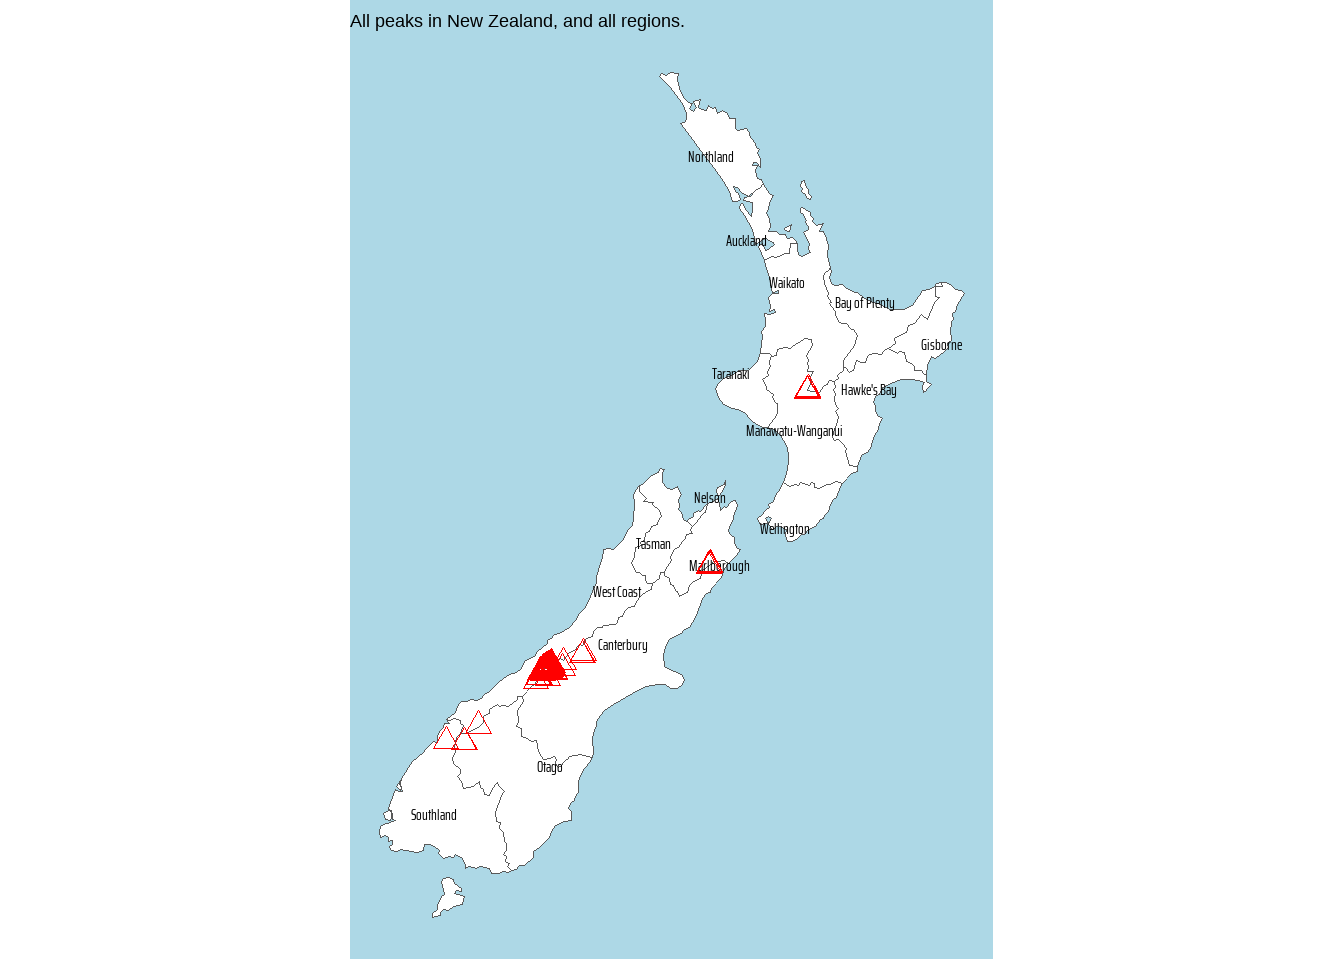 All peaks in New Zealand, and all regions.
Northland
Auckland
Waikato
Bay of Plenty
Gisborne
Taranaki
Hawke's Bay
Manawatu-Wanganui
Nelson
Wellington
Tasman
Marlborough
West Coast
Canterbury
Otago
Southland